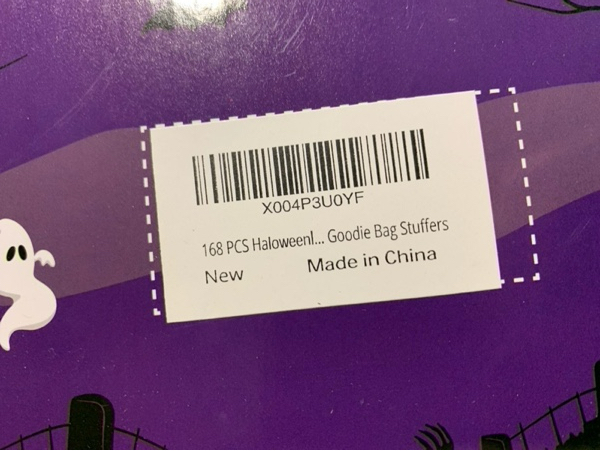 X004P3U0YF
168 PCS Haloweenl... Goodie Bag Stuffers
New Made in China